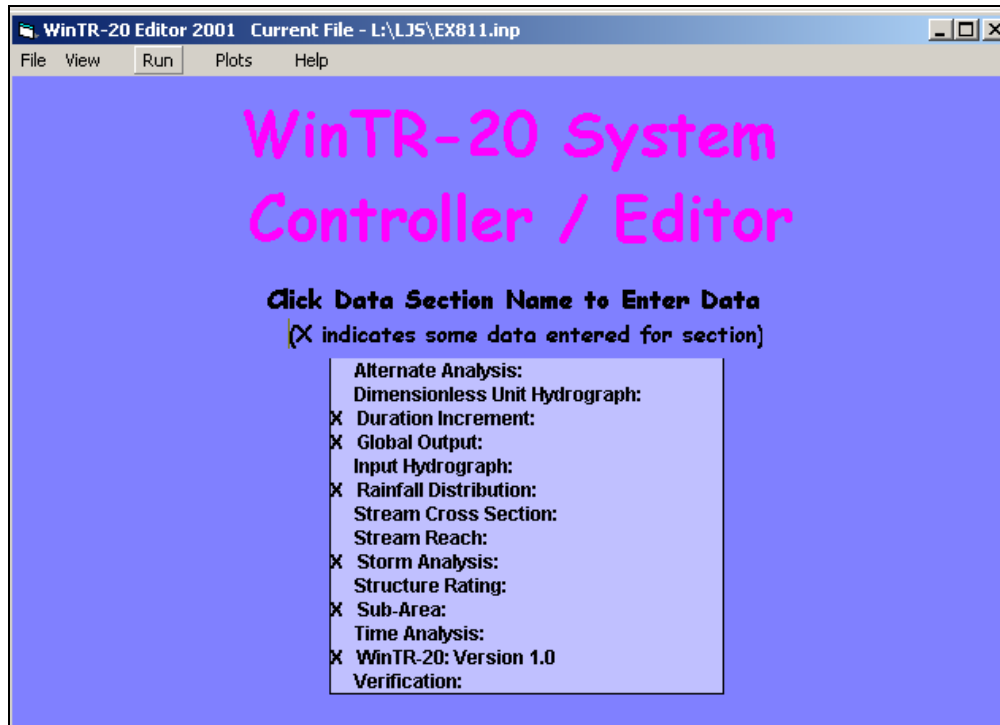 WinTR-20 Editor 2001 Current File - L:\LJS\EX811.inp
File View Run Plots Help
WinTR-20 System
Controller / Editor
Click Data Section Name to Enter Data
(X indicates some data entered for section)
Alternate Analysis:
Dimensionless Unit Hydrograph:
X Duration Increment:
X Global Output:
Input Hydrograph:
X Rainfall Distribution:
Stream Cross Section:
Stream Reach:
X Storm Analysis:
Structure Rating:
X Sub-Area:
Time Analysis:
X WinTR-20: Version 1.0
Verification: